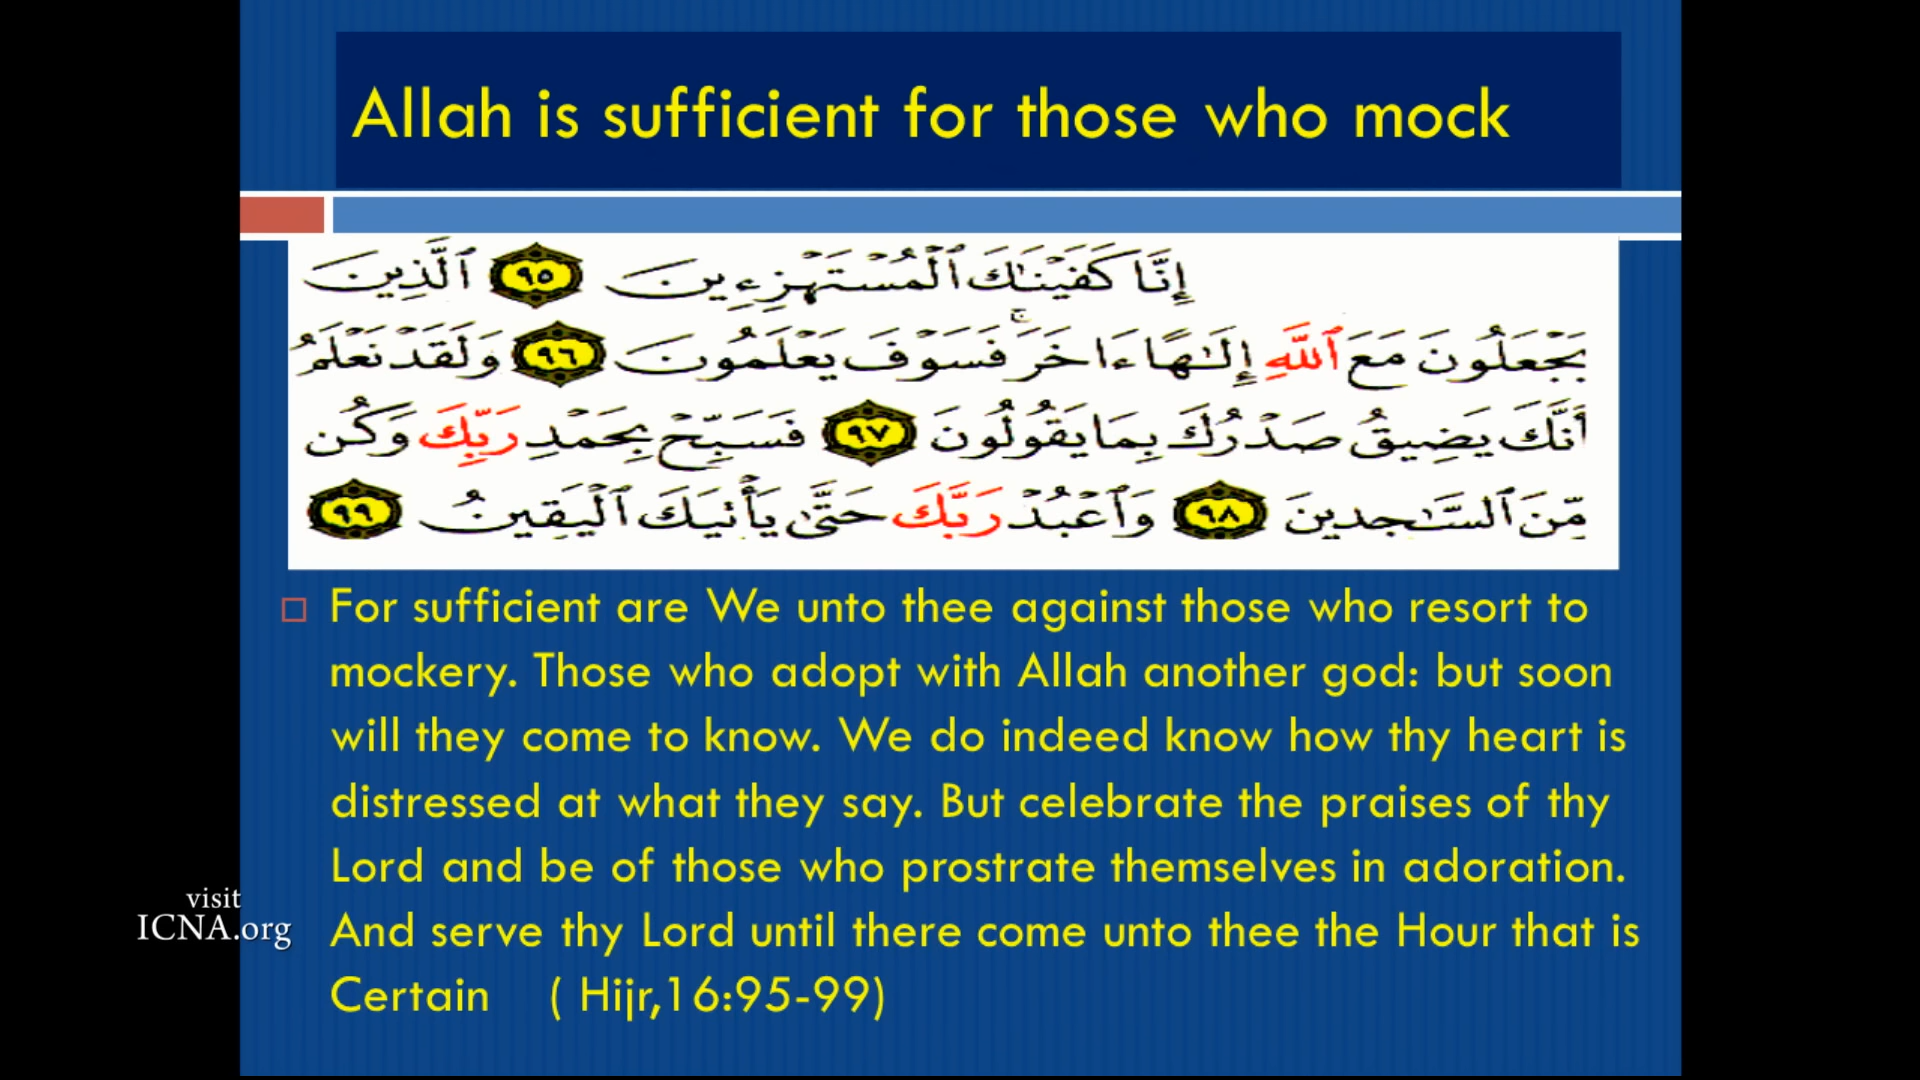 Allah is sufficient for those who mock
إِنَّا كَفَيْنَٰكَ ٱلْمُسْتَهْزِءِينَ ٩٥ ٱلَّذِينَ
يَجْعَلُونَ مَعَ ٱللَّهِ إِلَٰهًا ءَاخَرَ ۚ فَسَوْفَ يَعْلَمُونَ ٩٦ وَلَقَدْ نَعْلَمُ
أَنَّكَ يَضِيقُ صَدْرُكَ بِمَا يَقُولُونَ ٩٧ فَسَبِّحْ بِحَمْدِ رَبِّكَ وَكُن
مِّنَ ٱلسَّٰجِدِينَ ٩٨ وَٱعْبُدْ رَبَّكَ حَتَّىٰ يَأْتِيَكَ ٱلْيَقِينُ ٩٩
For sufficient are We unto thee against those who resort to
mockery. Those who adopt with Allah another god: but soon
will they come to know. We do indeed know how thy heart is
distressed at what they say. But celebrate the praises of thy
Lord and be of those who prostrate themselves in adoration.
And serve thy Lord until there come unto thee the Hour that is
Certain ( Hijr,16:95-99)
visit
ICNA.org